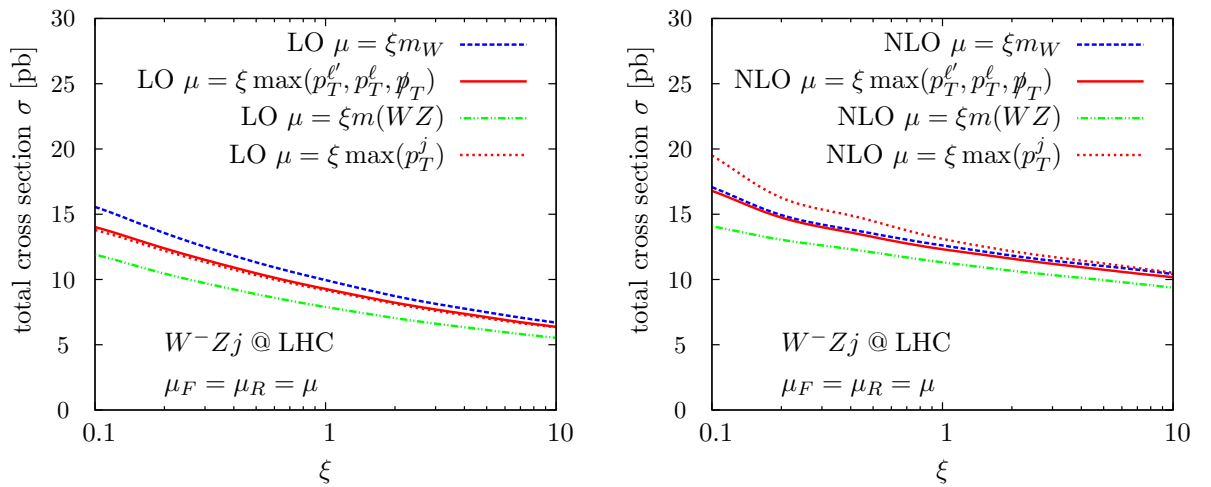 total cross section σ [pb]
30
25
20
15
10
5
0
LO μ = ξm_W
LO μ = ξ max(p_T^{ℓ′}, p_T^ℓ, p̸_T)
LO μ = ξm(WZ)
LO μ = ξ max(p_T^j)
W⁻Zj @ LHC
μ_F = μ_R = μ
0.1
1
10
ξ
total cross section σ [pb]
30
25
20
15
10
5
0
NLO μ = ξm_W
NLO μ = ξ max(p_T^{ℓ′}, p_T^ℓ, p̸_T)
NLO μ = ξm(WZ)
NLO μ = ξ max(p_T^j)
W⁻Zj @ LHC
μ_F = μ_R = μ
0.1
1
10
ξ